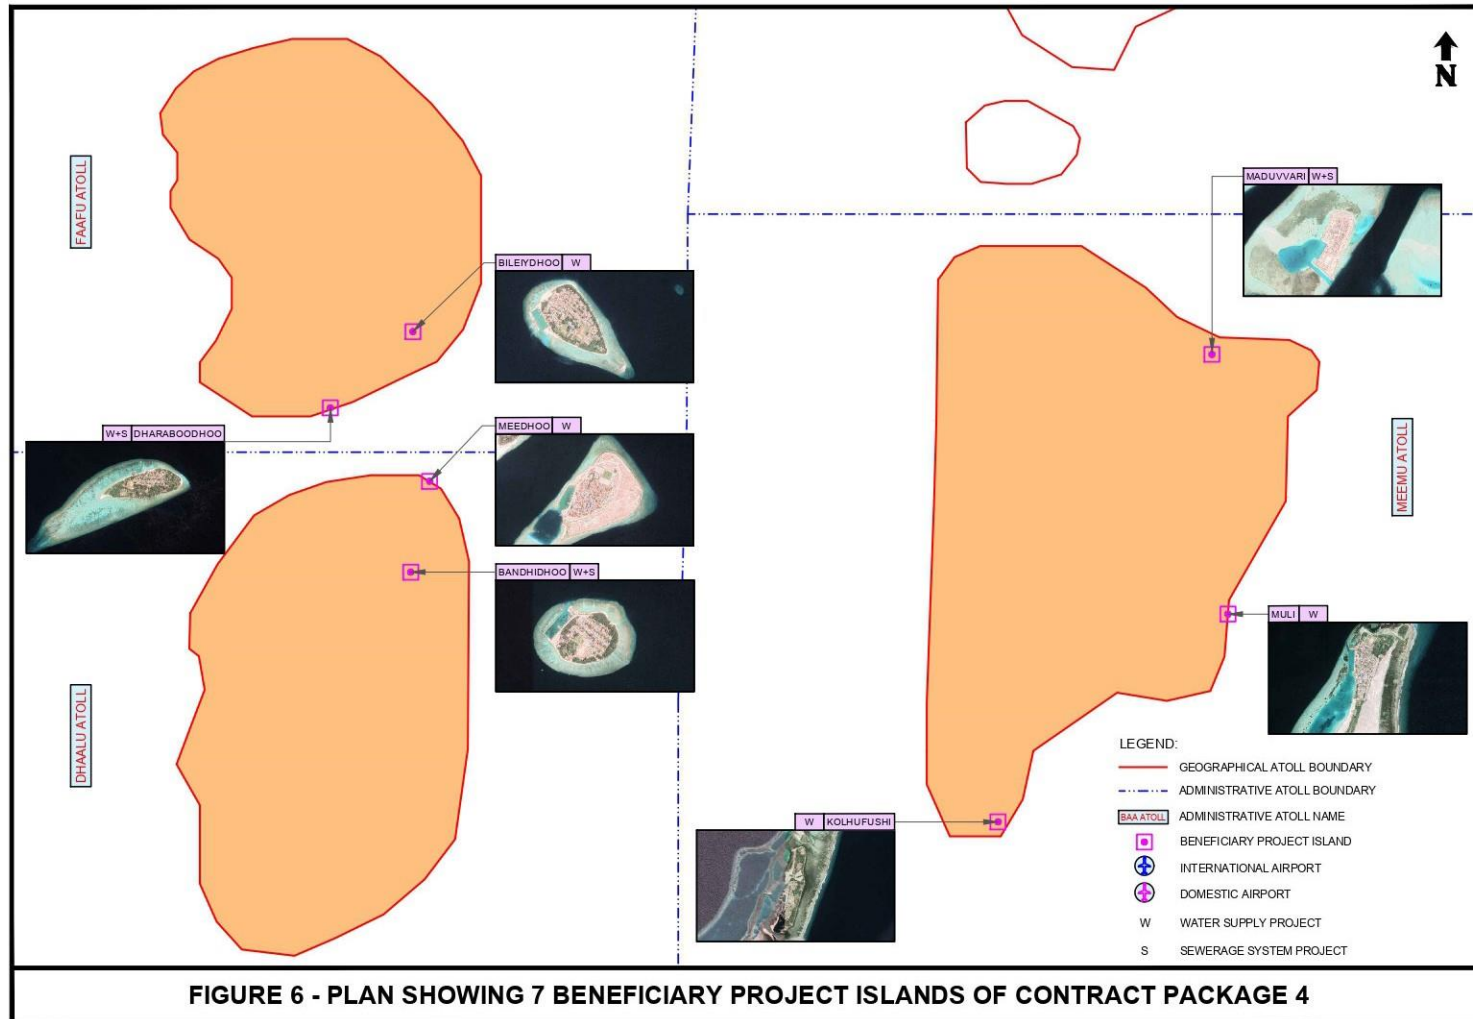 N
FAAFU ATOLL
MADUVVARI W+S
BILEIYDHOO W
W+S DHARABOODHOO
MEEDHOO W
MEEMU ATOLL
BANDHIDHOO W+S
MULI W
DHAALU ATOLL
W KOLHUFUSHI
LEGEND:
GEOGRAPHICAL ATOLL BOUNDARY
ADMINISTRATIVE ATOLL BOUNDARY
BAA ATOLL ADMINISTRATIVE ATOLL NAME
BENEFICIARY PROJECT ISLAND
INTERNATIONAL AIRPORT
DOMESTIC AIRPORT
W WATER SUPPLY PROJECT
S SEWERAGE SYSTEM PROJECT
FIGURE 6 - PLAN SHOWING 7 BENEFICIARY PROJECT ISLANDS OF CONTRACT PACKAGE 4